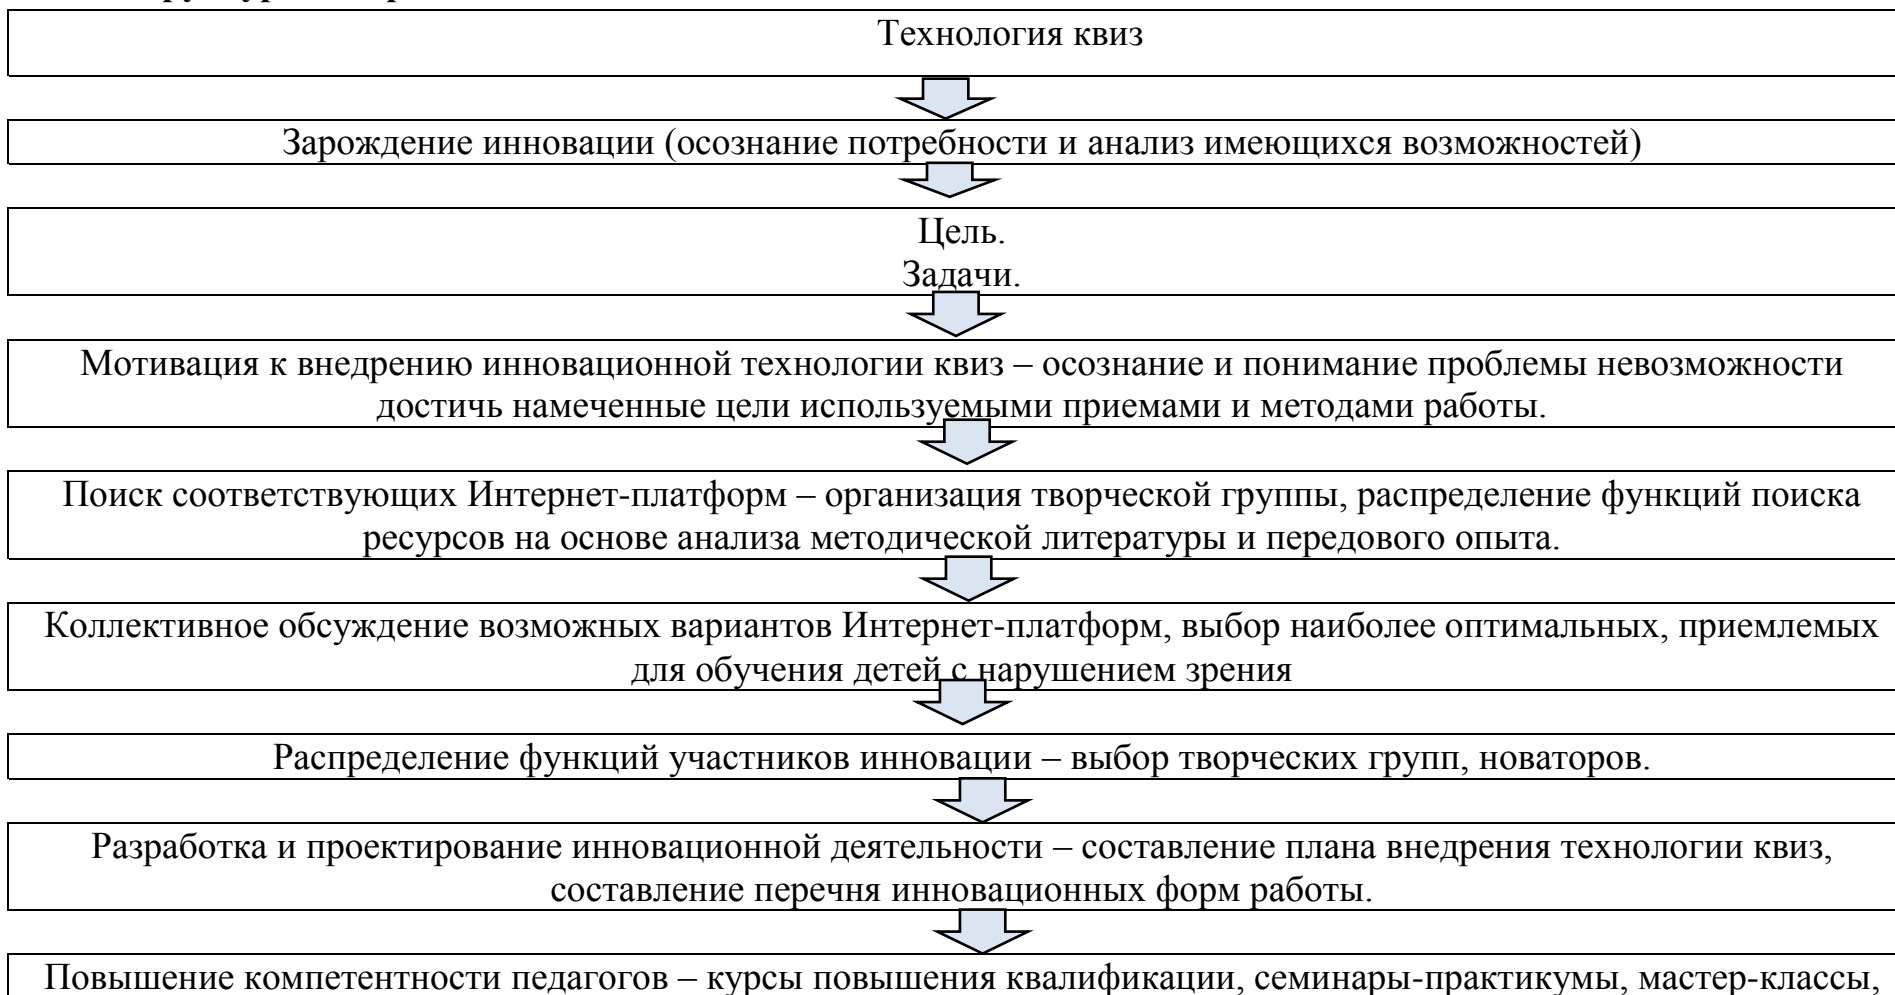 Технология квиз
Зарождение инновации (осознание потребности и анализ имеющихся возможностей)
Цель.
Задачи.
Мотивация к внедрению инновационной технологии квиз – осознание и понимание проблемы невозможности
достичь намеченные цели используемыми приемами и методами работы.
Поиск соответствующих Интернет-платформ – организация творческой группы, распределение функций поиска
ресурсов на основе анализа методической литературы и передового опыта.
Коллективное обсуждение возможных вариантов Интернет-платформ, выбор наиболее оптимальных, приемлемых
для обучения детей с нарушением зрения
Распределение функций участников инновации – выбор творческих групп, новаторов.
Разработка и проектирование инновационной деятельности – составление плана внедрения технологии квиз,
составление перечня инновационных форм работы.
Повышение компетентности педагогов – курсы повышения квалификации, семинары-практикумы, мастер-классы,